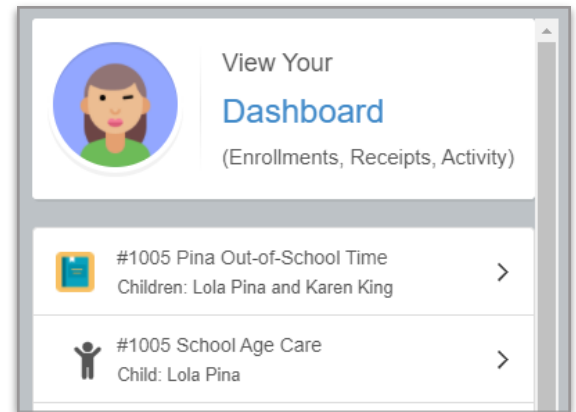 View Your
Dashboard
(Enrollments, Receipts, Activity)
#1005 Pina Out-of-School Time
Children: Lola Pina and Karen King
#1005 School Age Care
Child: Lola Pina